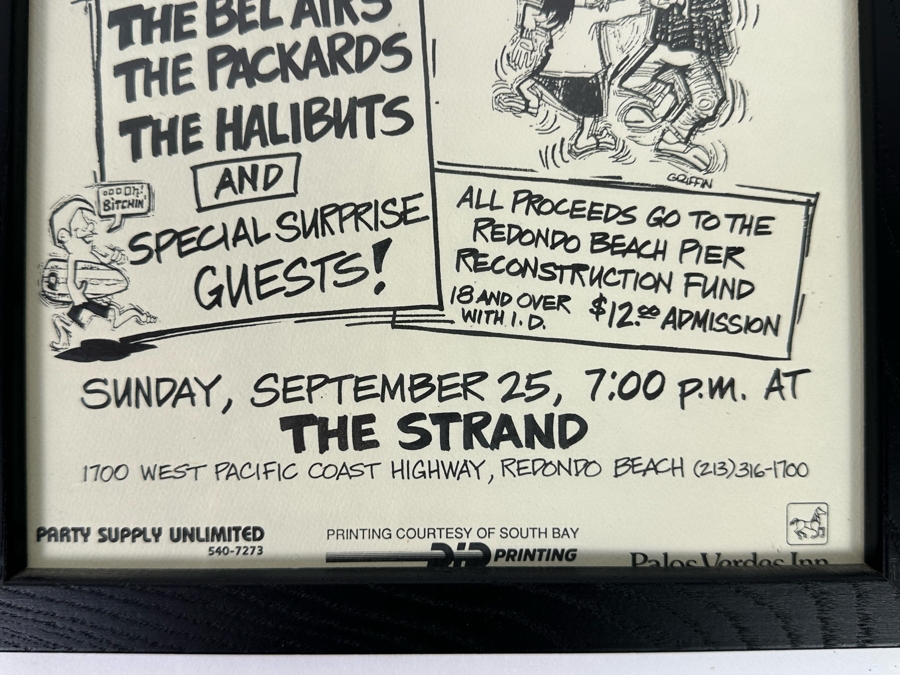 THE BEL AIRS
THE PACKARDS
THE HALIBUTS
AND
SPECIAL SURPRISE
GUESTS!
BITCHIN'
GRIFFIN
ALL PROCEEDS GO TO THE
REDONDO BEACH PIER
RECONSTRUCTION FUND
18 AND OVER
WITH I.D.
$12.00 ADMISSION
SUNDAY, SEPTEMBER 25, 7:00 p.m. AT
THE STRAND
1700 WEST PACIFIC COAST HIGHWAY, REDONDO BEACH (213) 316-1700
PARTY SUPPLY UNLIMITED
540-7273
PRINTING COURTESY OF SOUTH BAY
PRINTING
Palos Verdes Inn